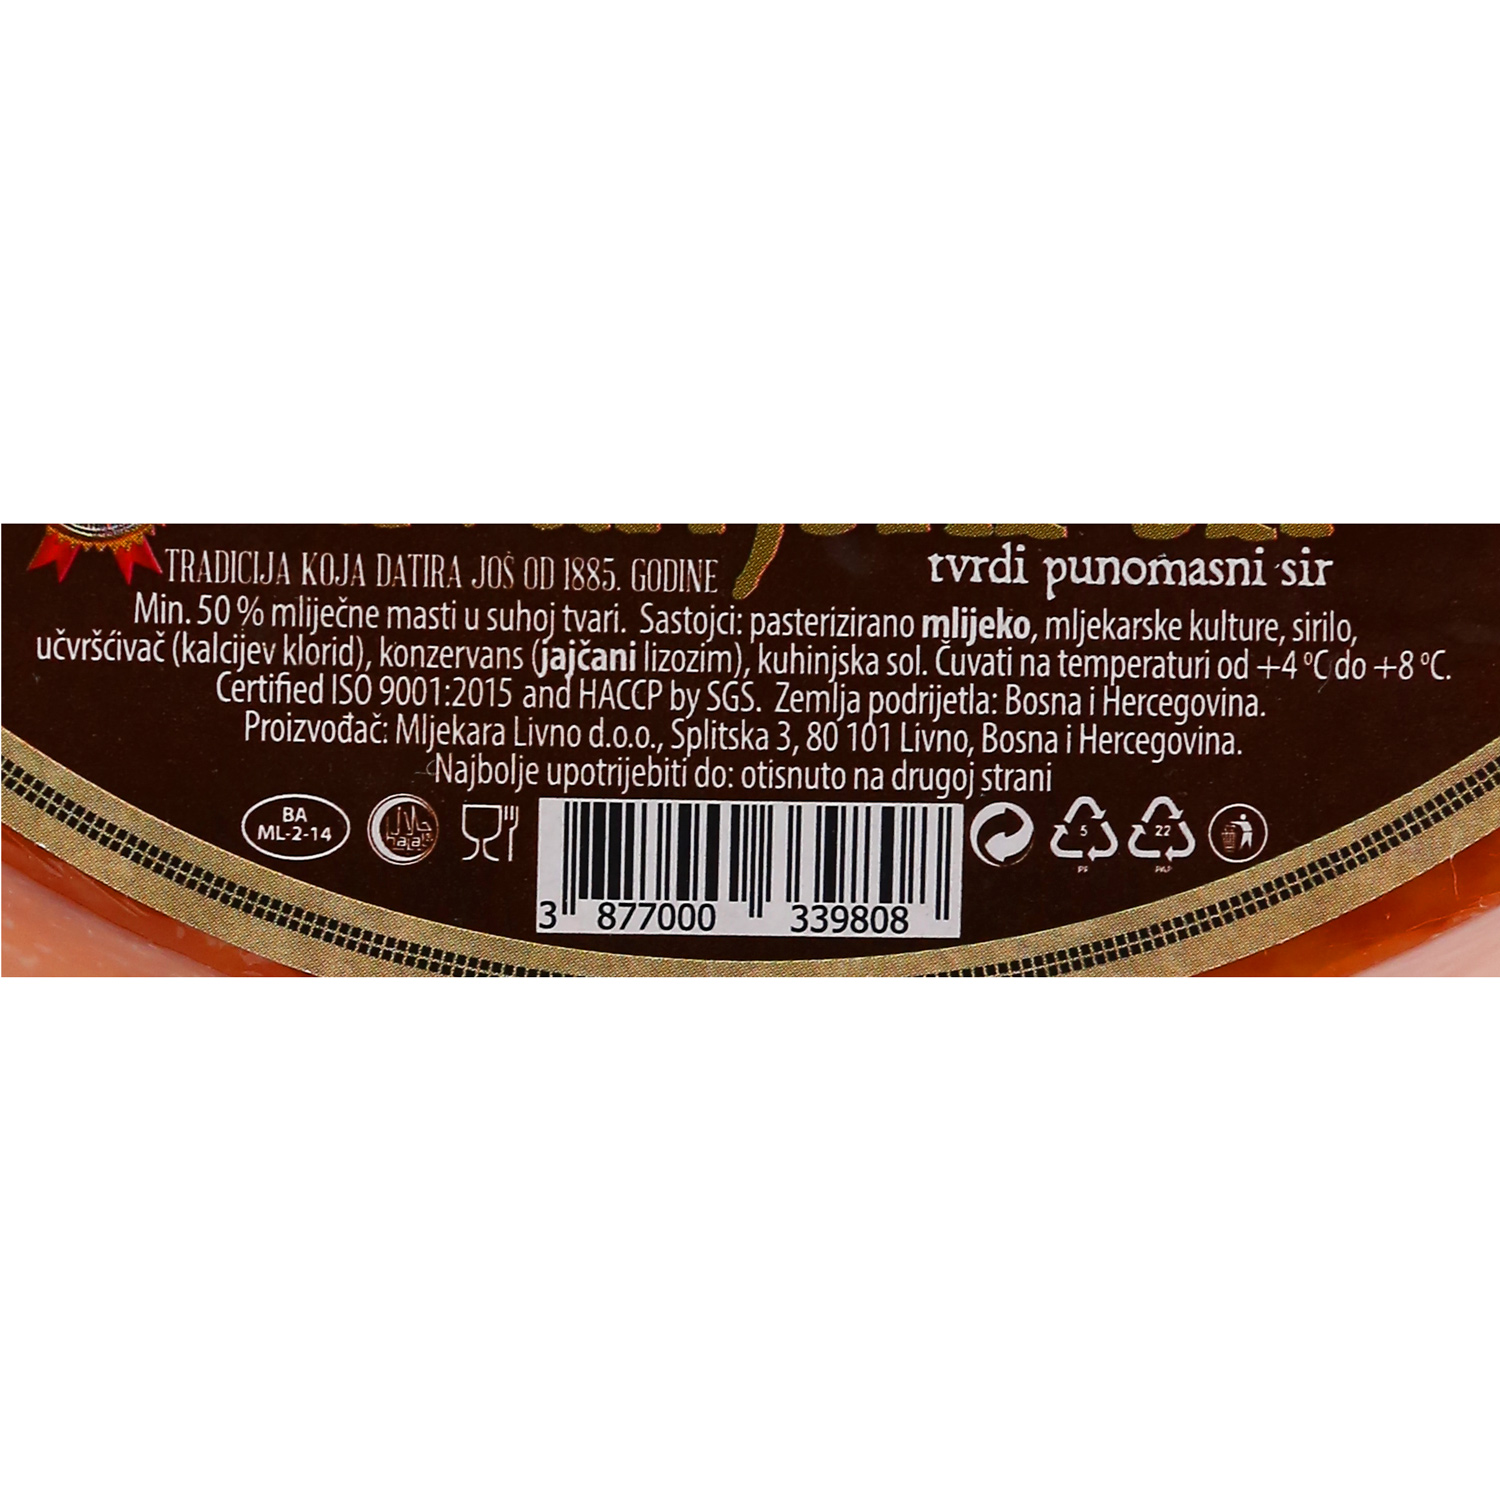 TRADICIJA KOJA DATIRA JOŠ OD 1885. GODINE
tvrdi punomasni sir
Min. 50 % mliječne masti u suhoj tvari. Sastojci: pasterizirano mlijeko, mljekarske kulture, sirilo,
učvršćivač (kalcijev klorid), konzervans (jajčani lizozim), kuhinjska sol. Čuvati na temperaturi od +4 °C do +8 °C.
Certified ISO 9001:2015 and HACCP by SGS. Zemlja podrijetla: Bosna i Hercegovina.
Proizvođač: Mljekara Livno d.o.o., Splitska 3, 80 101 Livno, Bosna i Hercegovina.
Najbolje upotrijebiti do: otisnuto na drugoj strani
BA
ML-2-14
حلال
halal
5
22
3 877000 339808